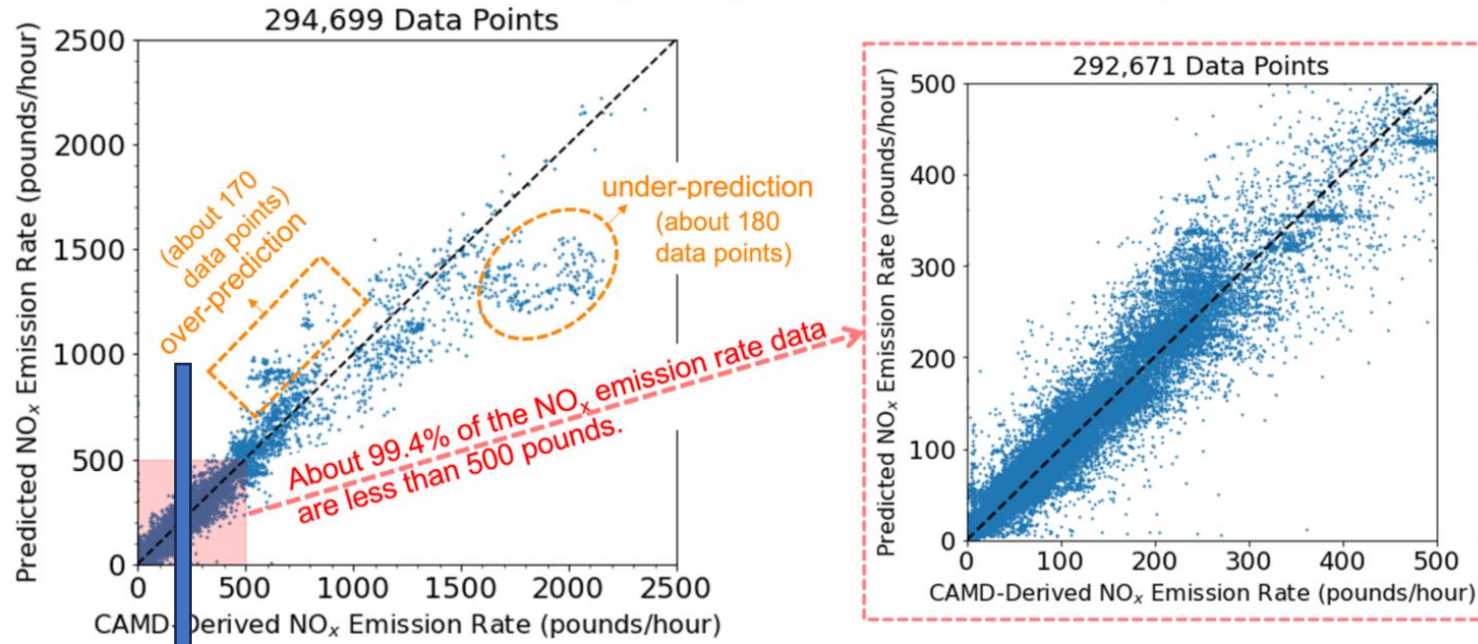 294,699 Data Points
Predicted NOx Emission Rate (pounds/hour)
2500
2000
1500
1000
500
0
0 500 1000 1500 2000 2500
CAMD-Derived NOx Emission Rate (pounds/hour)
over-prediction
(about 170
data points)
under-prediction
(about 180
data points)
About 99.4% of the NOx emission rate data
are less than 500 pounds.
292,671 Data Points
Predicted NOx Emission Rate (pounds/hour)
500
400
300
200
100
0
0 100 200 300 400 500
CAMD-Derived NOx Emission Rate (pounds/hour)